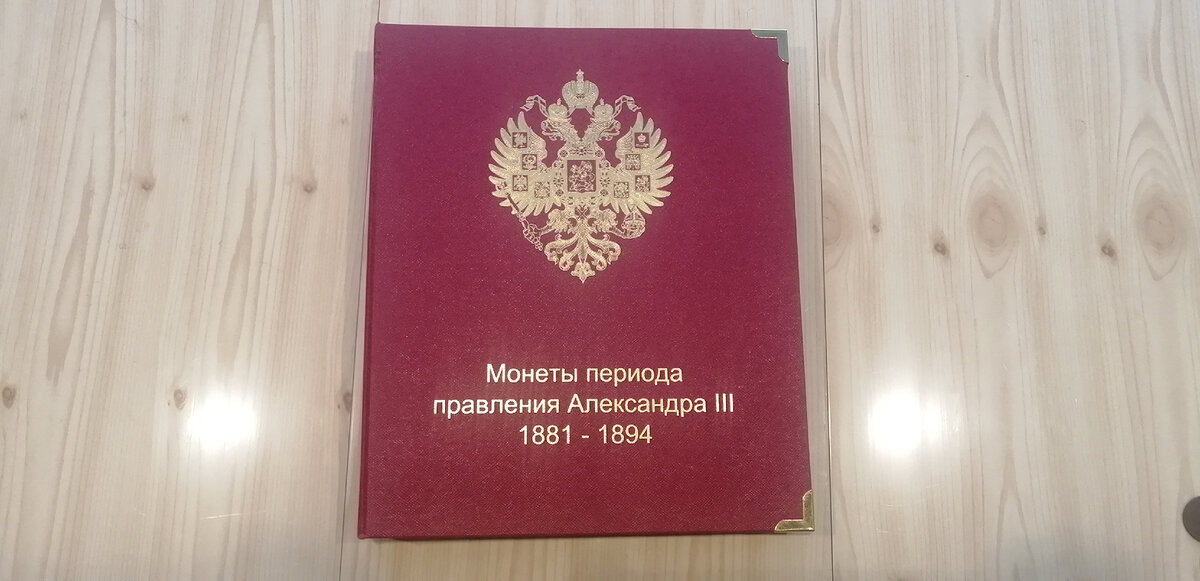 Монеты периода
правления Александра III
1881 - 1894